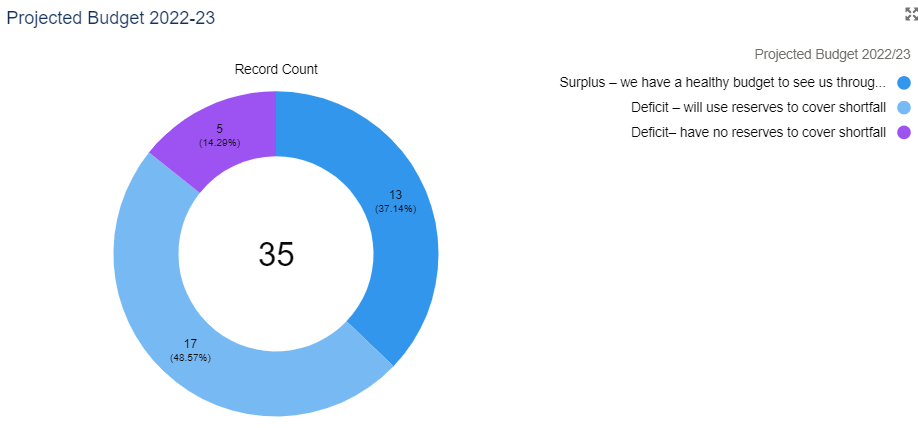 Projected Budget 2022-23
Projected Budget 2022/23
Record Count
Surplus – we have a healthy budget to see us throug...
Deficit – will use reserves to cover shortfall
Deficit– have no reserves to cover shortfall
5
(14.29%)
13
(37.14%)
35
17
(48.57%)